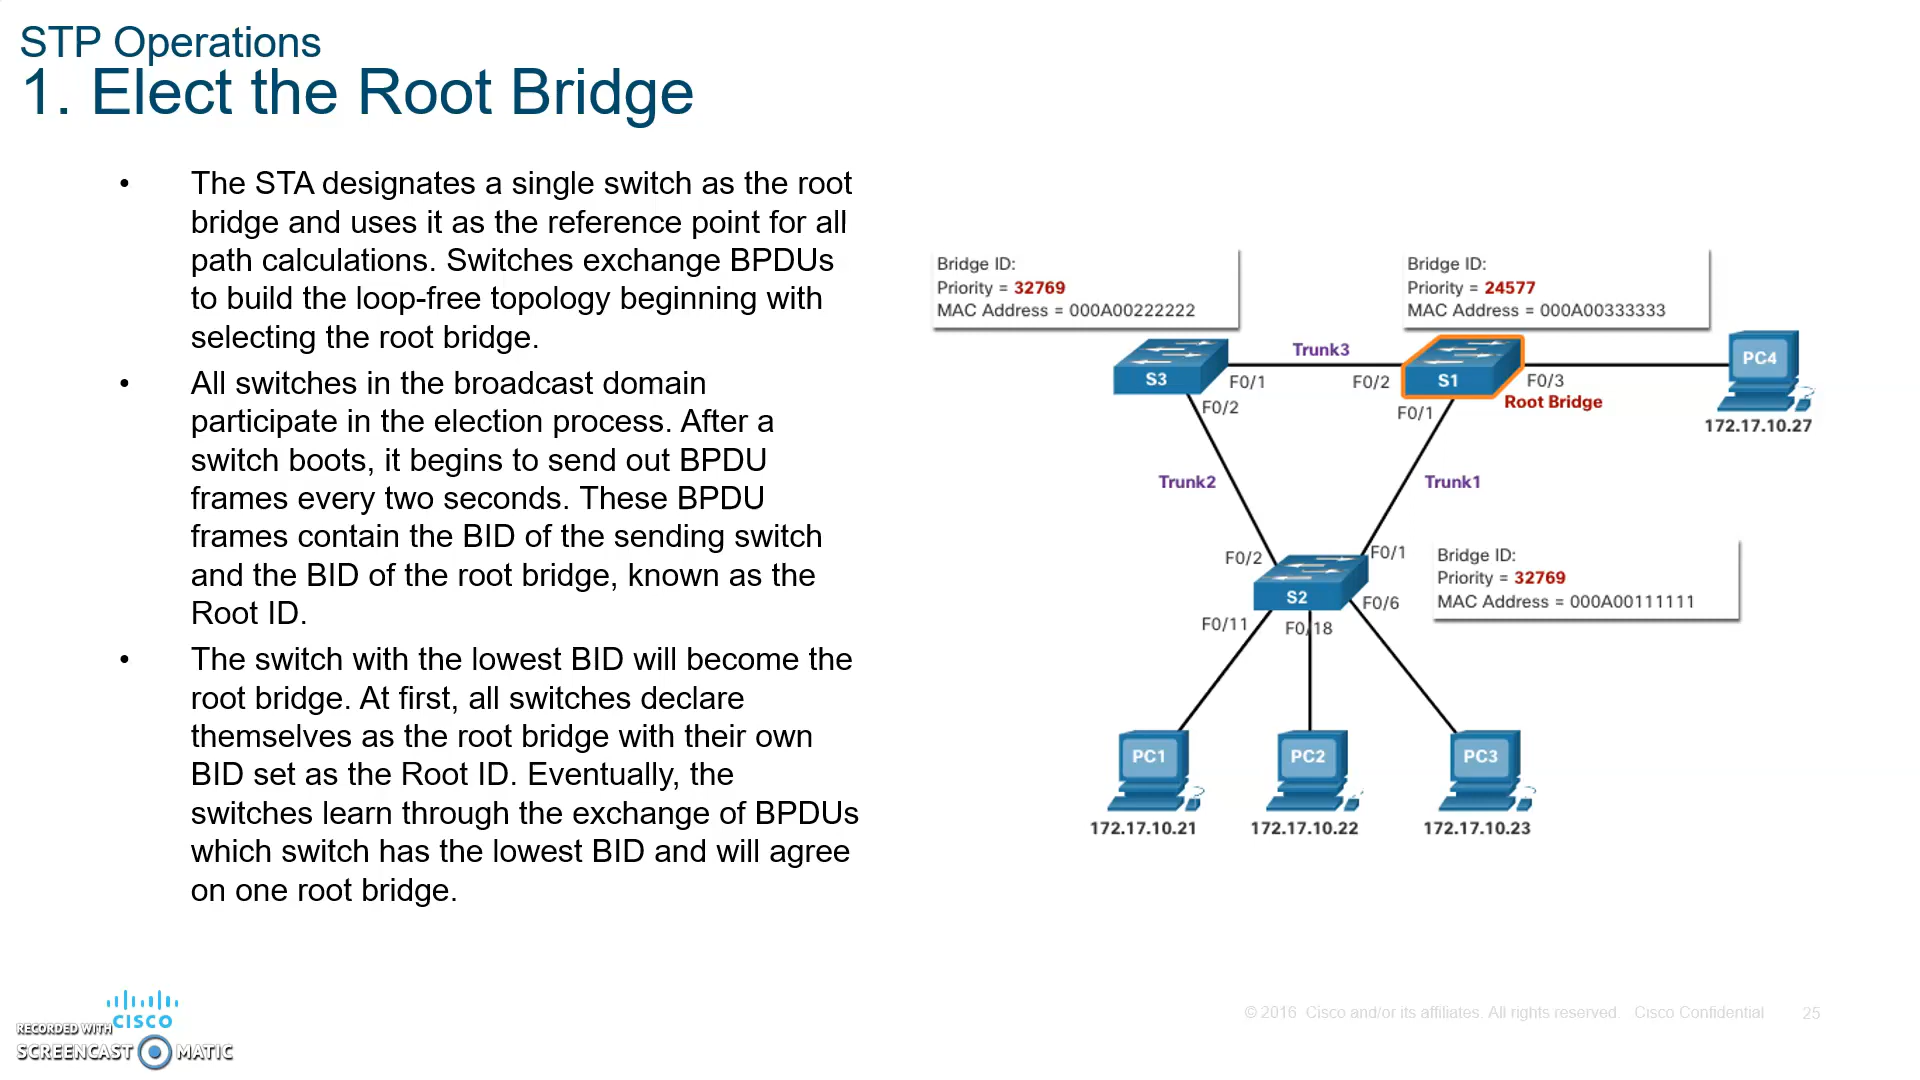 STP Operations
1. Elect the Root Bridge
• The STA designates a single switch as the root
bridge and uses it as the reference point for all
path calculations. Switches exchange BPDUs
to build the loop-free topology beginning with
selecting the root bridge.
• All switches in the broadcast domain
participate in the election process. After a
switch boots, it begins to send out BPDU
frames every two seconds. These BPDU
frames contain the BID of the sending switch
and the BID of the root bridge, known as the
Root ID.
• The switch with the lowest BID will become the
root bridge. At first, all switches declare
themselves as the root bridge with their own
BID set as the Root ID. Eventually, the
switches learn through the exchange of BPDUs
which switch has the lowest BID and will agree
on one root bridge.
Bridge ID:
Priority = 32769
MAC Address = 000A00222222
Bridge ID:
Priority = 24577
MAC Address = 000A00333333
S3
F0/1
F0/2
Trunk3
F0/2
S1
F0/1
F0/3
Root Bridge
PC4
172.17.10.27
Trunk2
Trunk1
F0/2
F0/1
S2
F0/6
F0/11
F0/18
Bridge ID:
Priority = 32769
MAC Address = 000A00111111
PC1
172.17.10.21
PC2
172.17.10.22
PC3
172.17.10.23
CISCO
RECORDED WITH
SCREENCAST MATIC
© 2016 Cisco and/or its affiliates. All rights reserved. Cisco Confidential
25